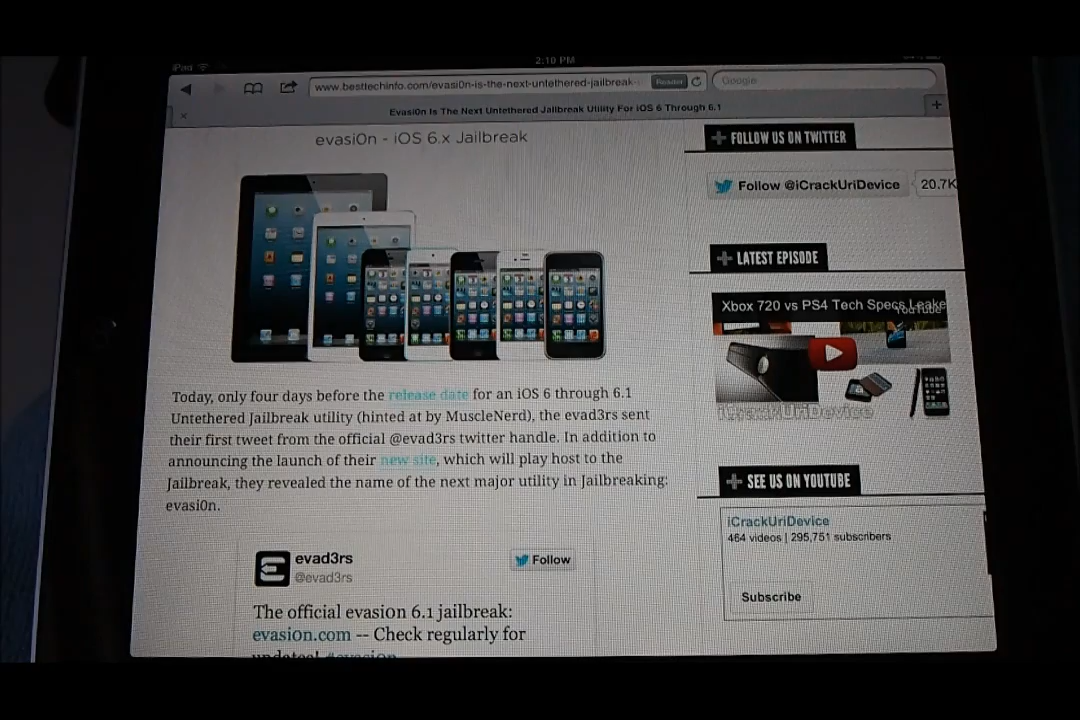 iPad
2:10 PM
www.besttechinfo.com/evasi0n-is-the-next-untethered-jailbreak-
Reader
Google
Evasi0n Is The Next Untethered Jailbreak Utility For iOS 6 Through 6.1
evasi0n - iOS 6.x Jailbreak
Today, only four days before the release date for an iOS 6 through 6.1
Untethered Jailbreak utility (hinted at by MuscleNerd), the evad3rs sent
their first tweet from the official @evad3rs twitter handle. In addition to
announcing the launch of their new site, which will play host to the
Jailbreak, they revealed the name of the next major utility in Jailbreaking:
evasi0n.
evad3rs
@evad3rs
Follow
The official evasion 6.1 jailbreak:
evasi0n.com -- Check regularly for
updates! #evasi0n
FOLLOW US ON TWITTER
Follow @iCrackUriDevice
20.7K
LATEST EPISODE
Xbox 720 vs PS4 Tech Specs Leake
YouTube
iCrackUriDevice
SEE US ON YOUTUBE
iCrackUriDevice
464 videos | 295,751 subscribers
Subscribe